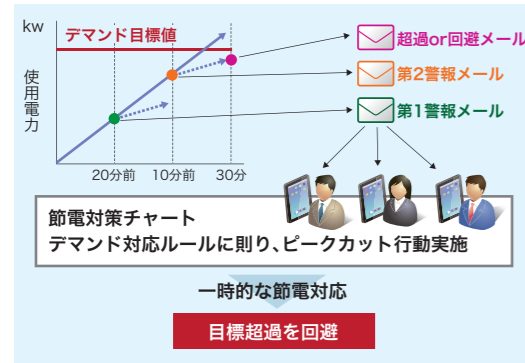 kw
デマンド目標値
使用電力
20分前
10分前
30分
超過or回避メール
第2警報メール
第1警報メール
節電対策チャート
デマンド対応ルールに則り、ピークカット行動実施
一時的な節電対応
目標超過を回避